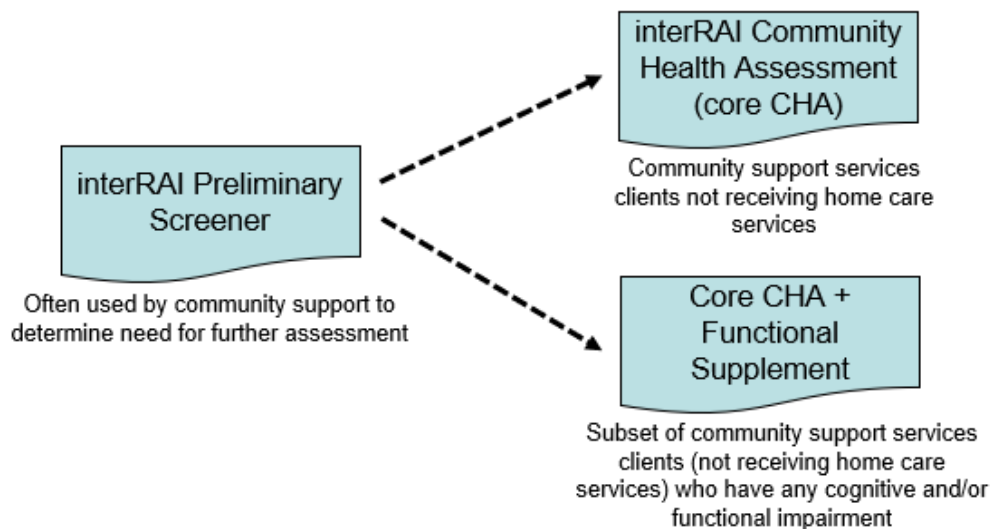 interRAI Preliminary
Screener
Often used by community support to
determine need for further assessment
interRAI Community
Health Assessment
(core CHA)
Community support services
clients not receiving home care
services
Core CHA +
Functional
Supplement
Subset of community support services
clients (not receiving home care
services) who have any cognitive and/or
functional impairment